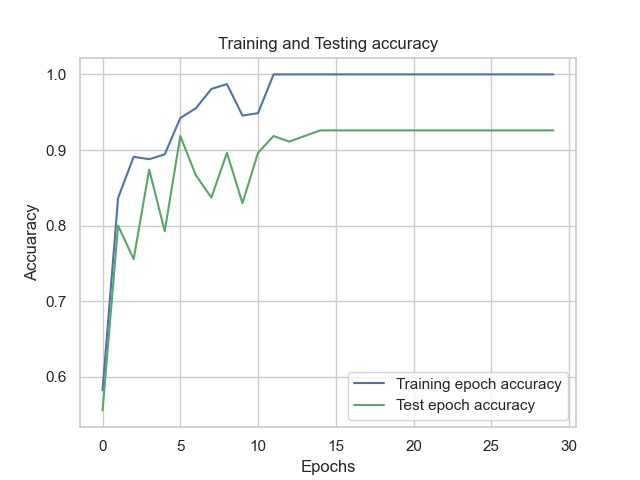 Training and Testing accuracy
1.0
0.9
0.8
0.7
0.6
Accuaracy
Training epoch accuracy
Test epoch accuracy
0 5 10 15 20 25 30
Epochs